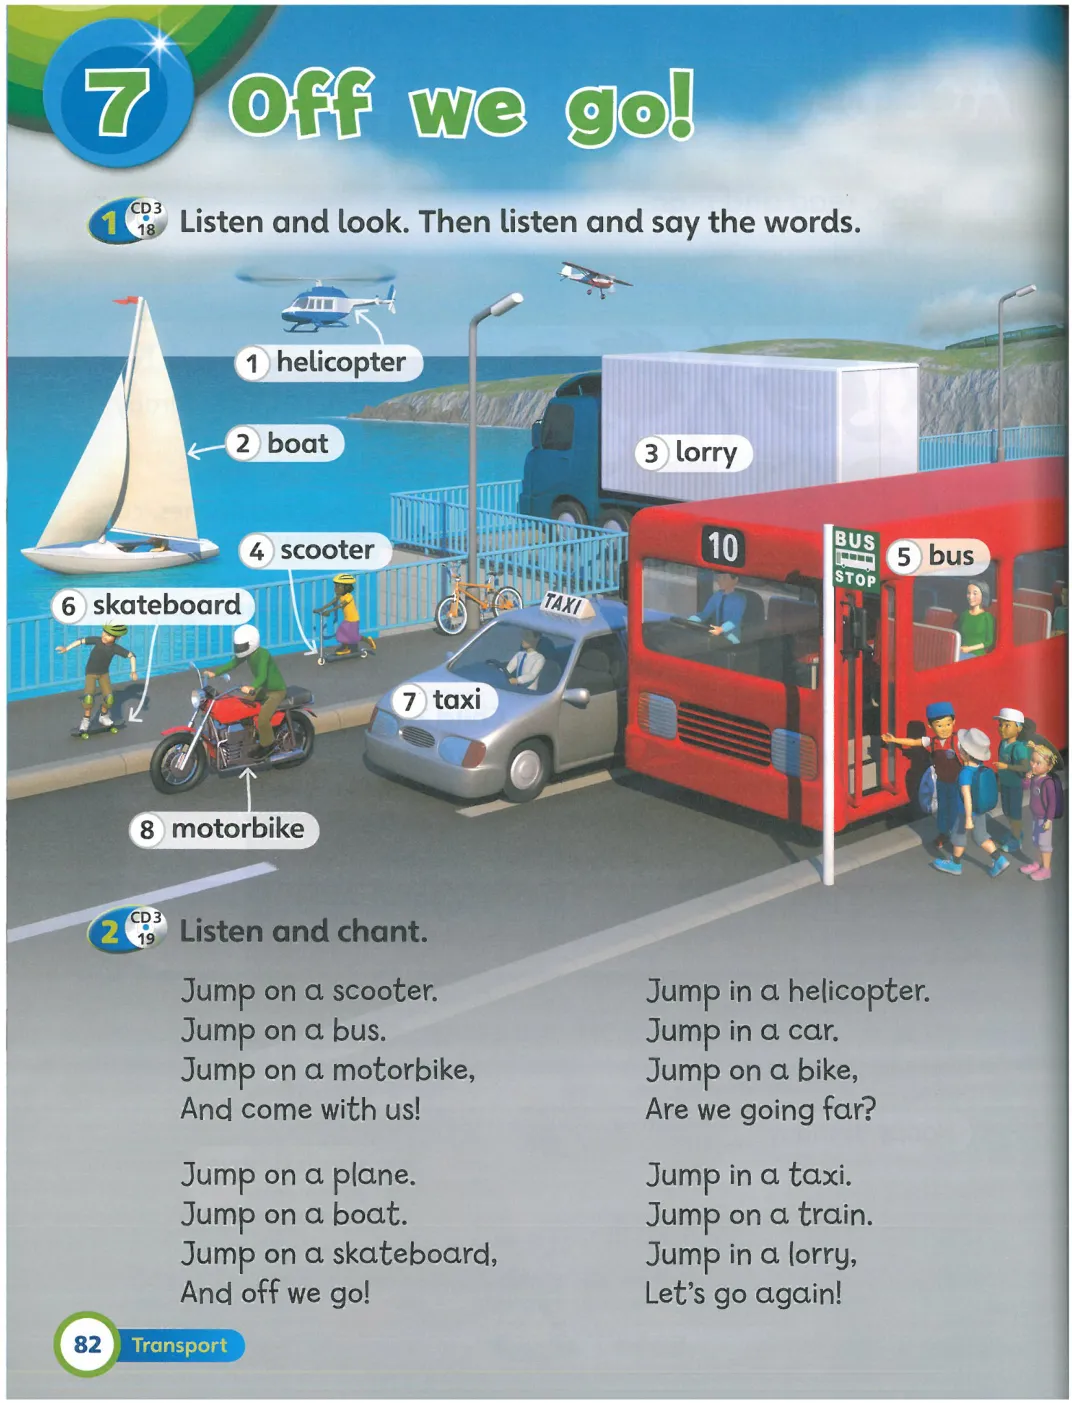 7 Off we go!
1 CD3 18 Listen and look. Then listen and say the words.
1 helicopter
2 boat
3 lorry
4 scooter
5 bus
6 skateboard
7 taxi
8 motorbike
10
BUS
STOP
TAXI
2 CD3 19 Listen and chant.
Jump on a scooter.
Jump on a bus.
Jump on a motorbike,
And come with us!
Jump on a plane.
Jump on a boat.
Jump on a skateboard,
And off we go!
Jump in a helicopter.
Jump in a car.
Jump on a bike,
Are we going far?
Jump in a taxi.
Jump on a train.
Jump in a lorry,
Let's go again!
82 Transport